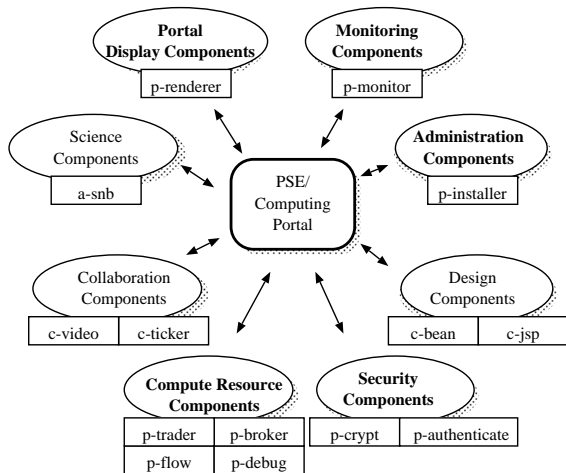 Portal
Display Components
p-renderer
Monitoring
Components
p-monitor
Science
Components
a-snb
PSE/
Computing
Portal
Administration
Components
p-installer
Collaboration
Components
c-video
c-ticker
Design
Components
c-bean
c-jsp
Compute Resource
Components
p-trader
p-broker
p-flow
p-debug
Security
Components
p-crypt
p-authenticate